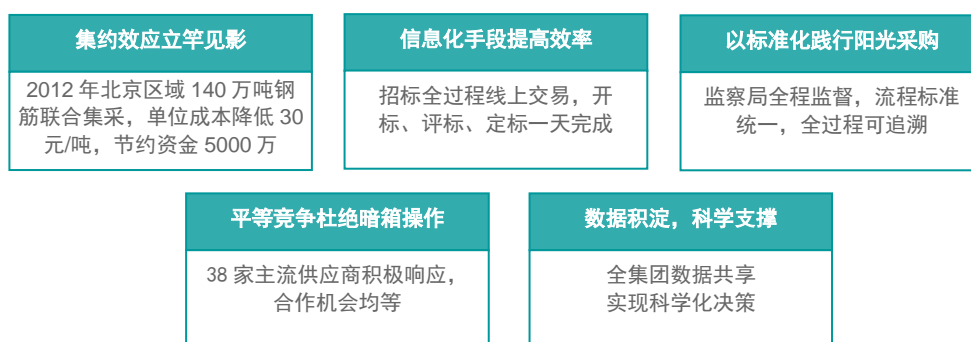 集约效应立竿见影
2012 年北京区域 140 万吨钢
筋联合集采，单位成本降低 30
元/吨，节约资金 5000 万
信息化手段提高效率
招标全过程线上交易，开
标、评标、定标一天完成
以标准化践行阳光采购
监察局全程监督，流程标准
统一，全过程可追溯
平等竞争杜绝暗箱操作
38 家主流供应商积极响应，
合作机会均等
数据积淀，科学支撑
全集团数据共享
实现科学化决策